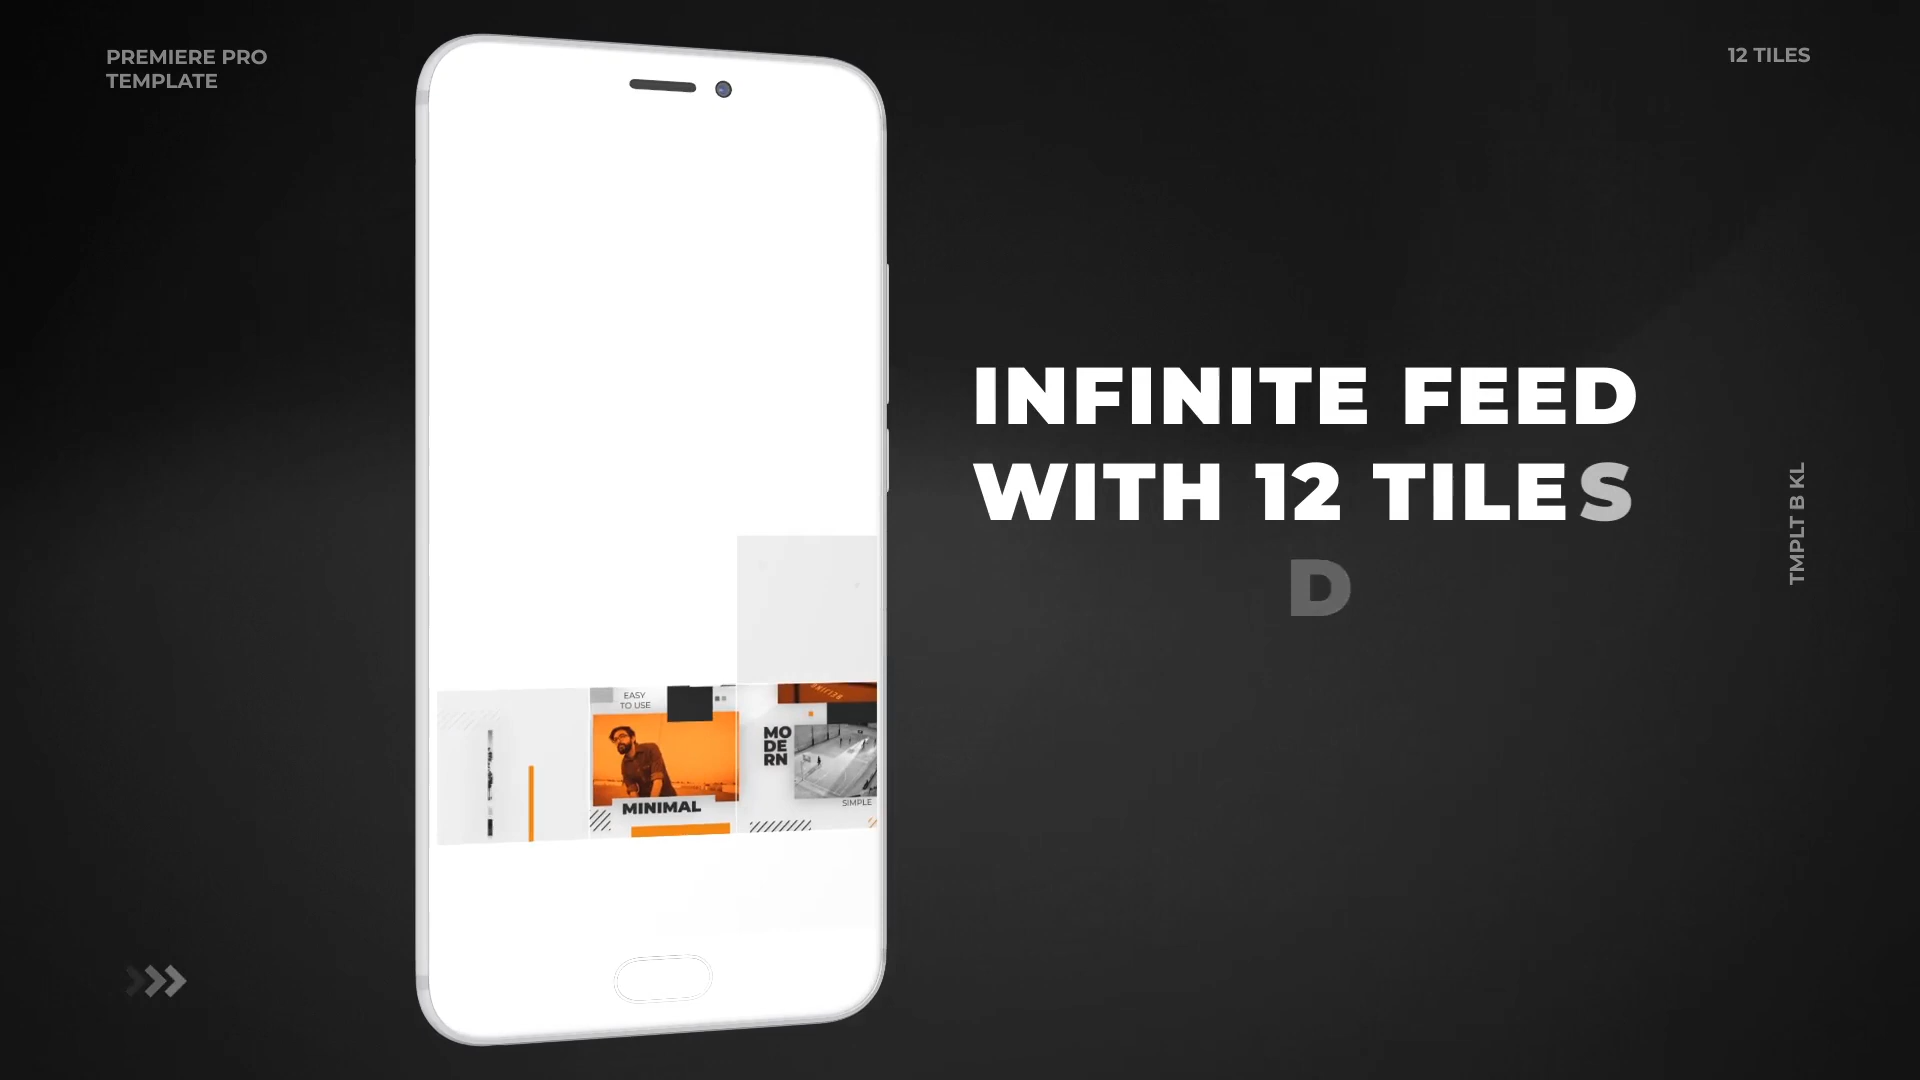 PREMIERE PRO
TEMPLATE
12 TILES
INFINITE FEED
WITH 12 TILES
D
TMPLT B KL
EASY
TO USE
MINIMAL
MO
DE
RN
SIMPLE